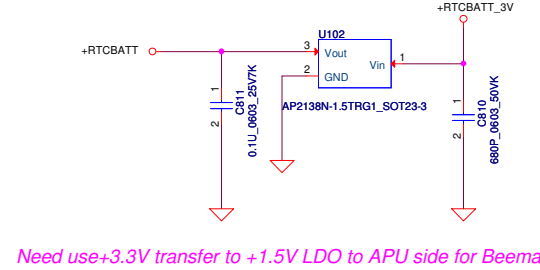 +RTCBATT_3V
U102
+RTCBATT
3
Vout
Vin
1
2
GND
AP2138N-1.5TRG1_SOT23-3
1
2
C811
0.1U_0603_25V7K
1
2
C810
680P_0603_50VK
Need use+3.3V transfer to +1.5V LDO to APU side for Beema